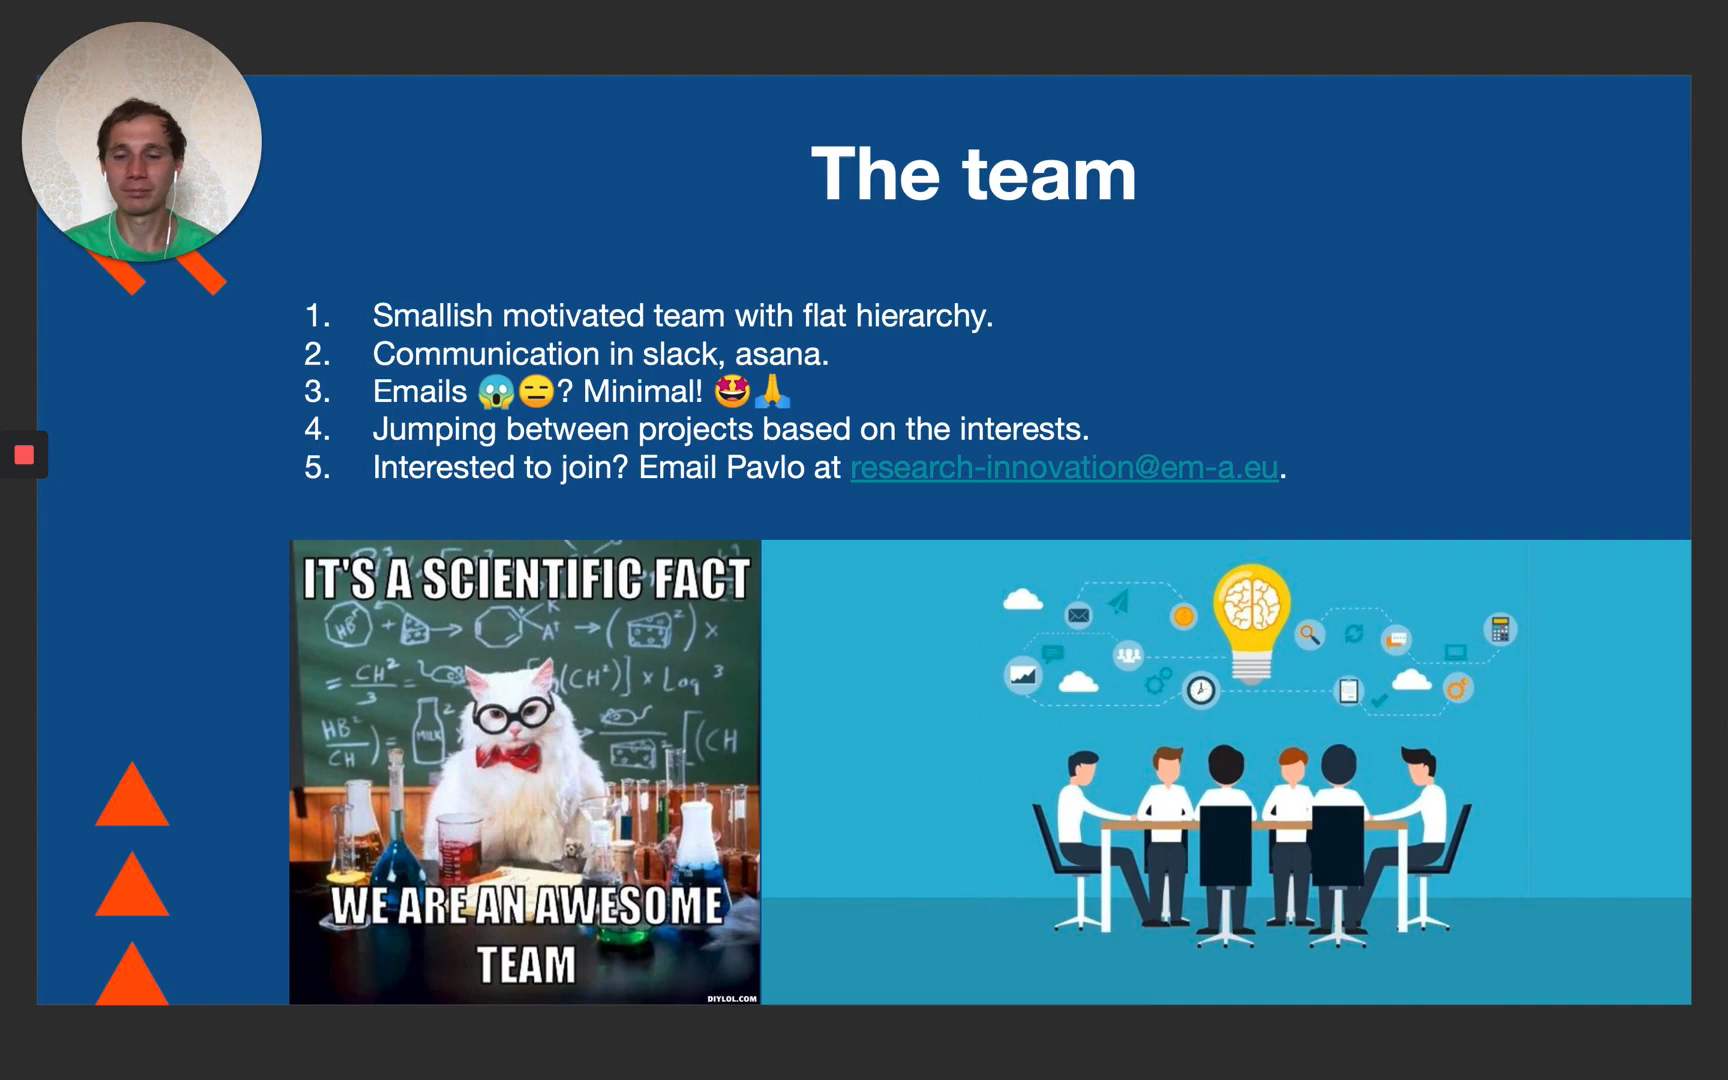 The team
1. Smallish motivated team with flat hierarchy.
2. Communication in slack, asana.
3. Emails 😱😑? Minimal! 🤩🙏
4. Jumping between projects based on the interests.
5. Interested to join? Email Pavlo at research-innovation@em-a.eu.
IT'S A SCIENTIFIC FACT
WE ARE AN AWESOME
TEAM
MILK
DIYLOL.COM